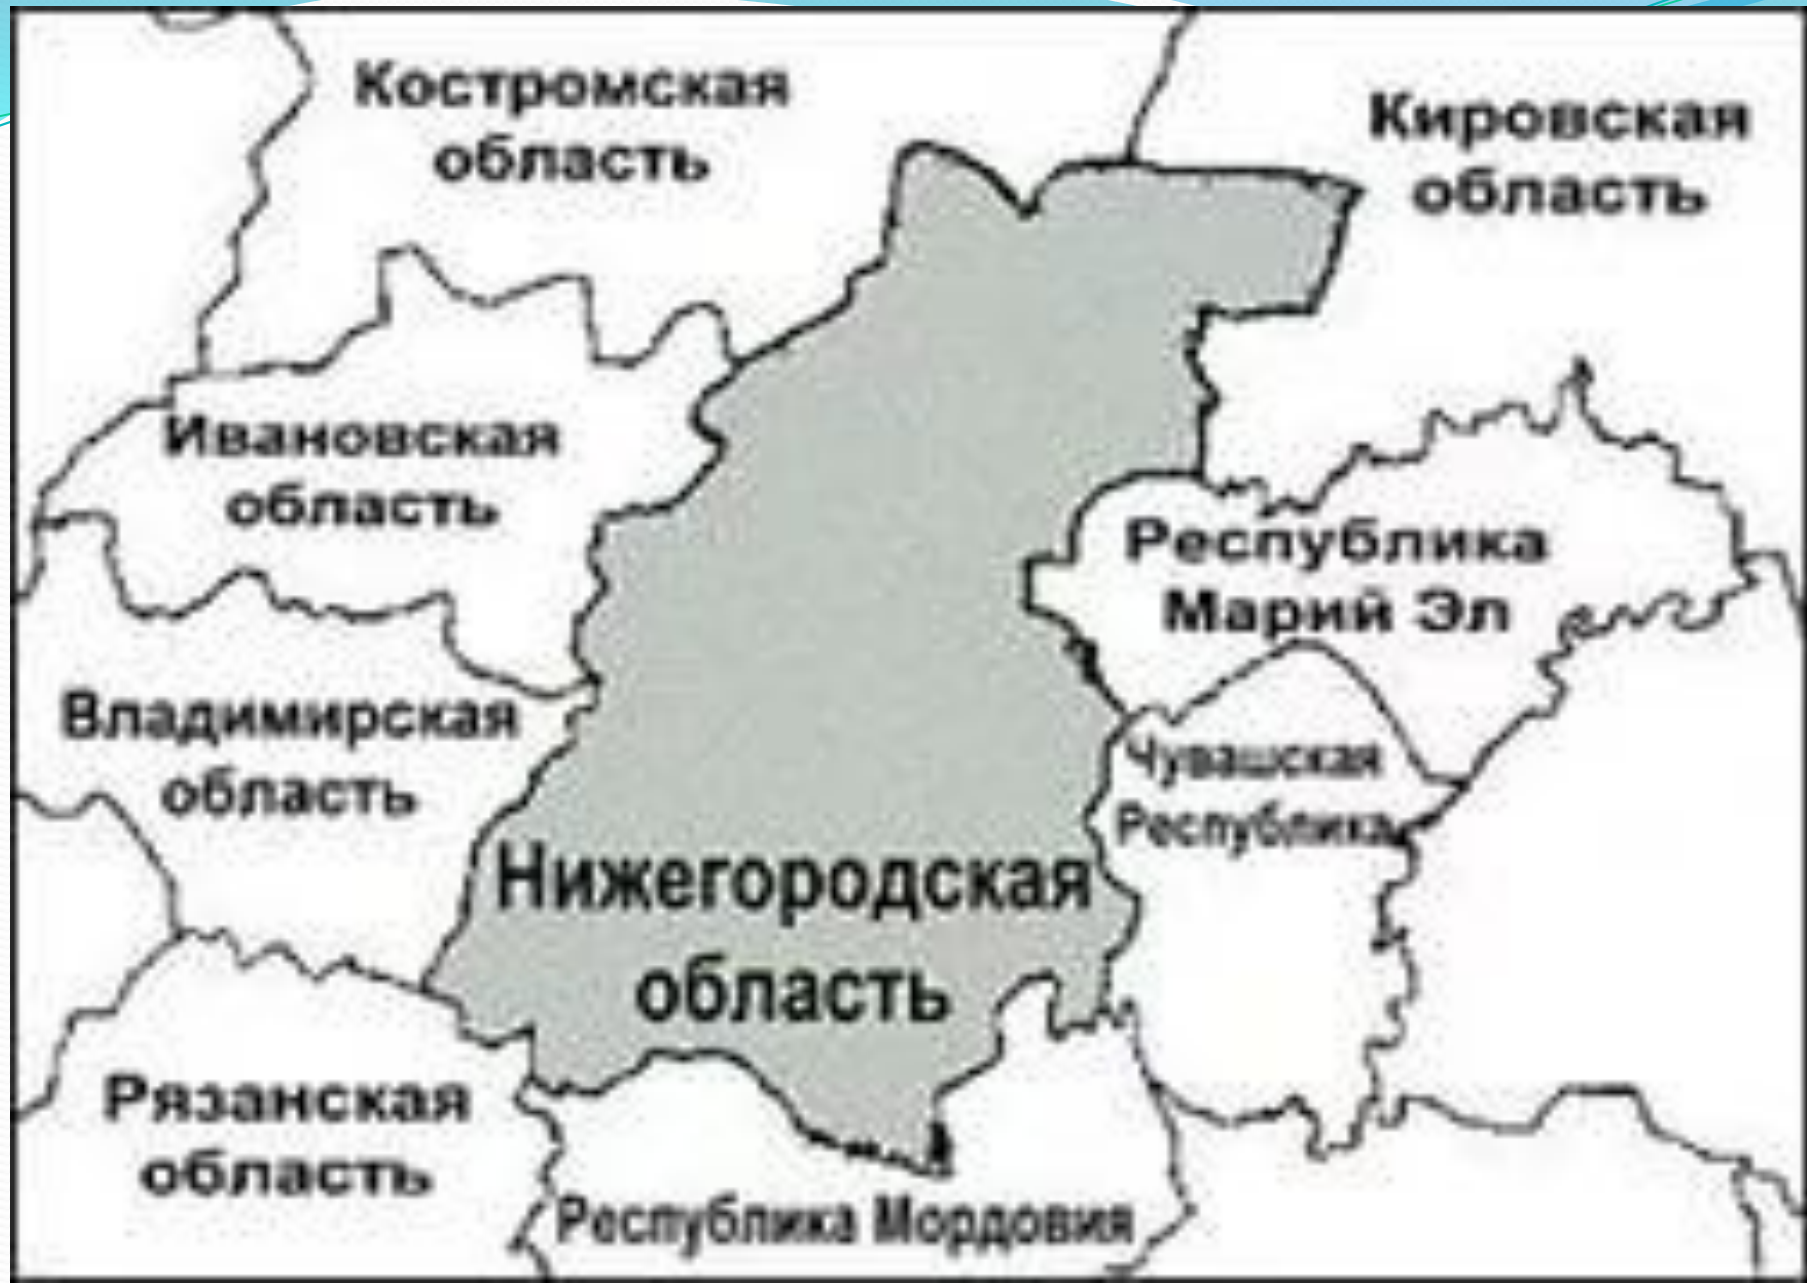 Костромская
область
Кировская
область
Ивановская
область
Республика
Марий Эл
Владимирская
область
Чувашская
Республика
Нижегородская
область
Рязанская
область
Республика Мордовия